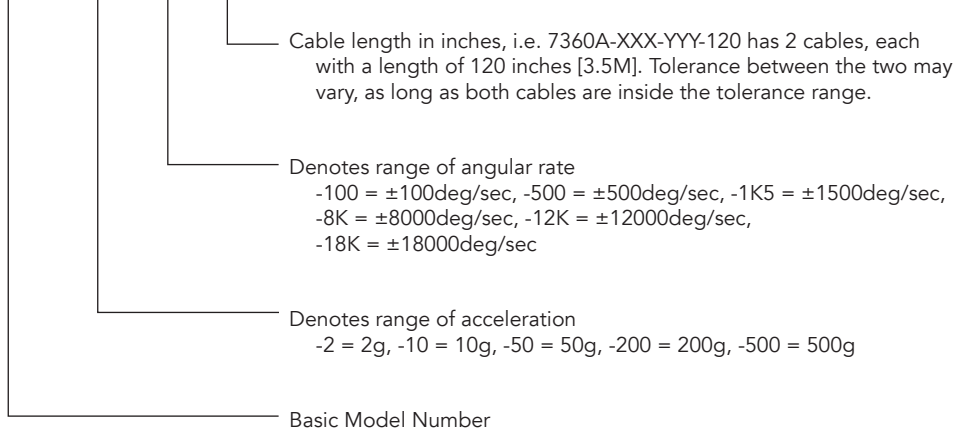 Cable length in inches, i.e. 7360A-XXX-YYY-120 has 2 cables, each
with a length of 120 inches [3.5M]. Tolerance between the two may
vary, as long as both cables are inside the tolerance range.
Denotes range of angular rate
-100 = ±100deg/sec, -500 = ±500deg/sec, -1K5 = ±1500deg/sec,
-8K = ±8000deg/sec, -12K = ±12000deg/sec,
-18K = ±18000deg/sec
Denotes range of acceleration
-2 = 2g, -10 = 10g, -50 = 50g, -200 = 200g, -500 = 500g
Basic Model Number